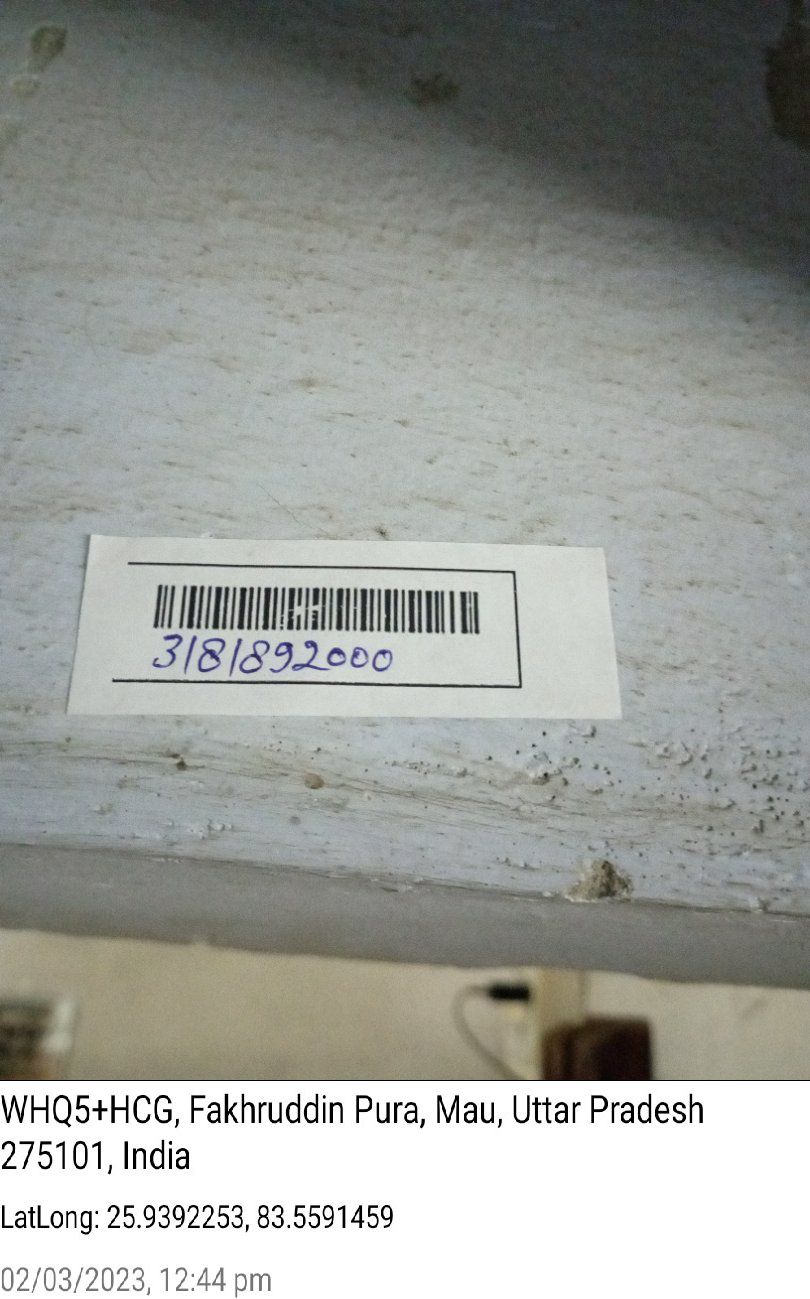 3181892000
WHQ5+HCG, Fakhruddin Pura, Mau, Uttar Pradesh
275101, India
LatLong: 25.9392253, 83.5591459
02/03/2023, 12:44 pm